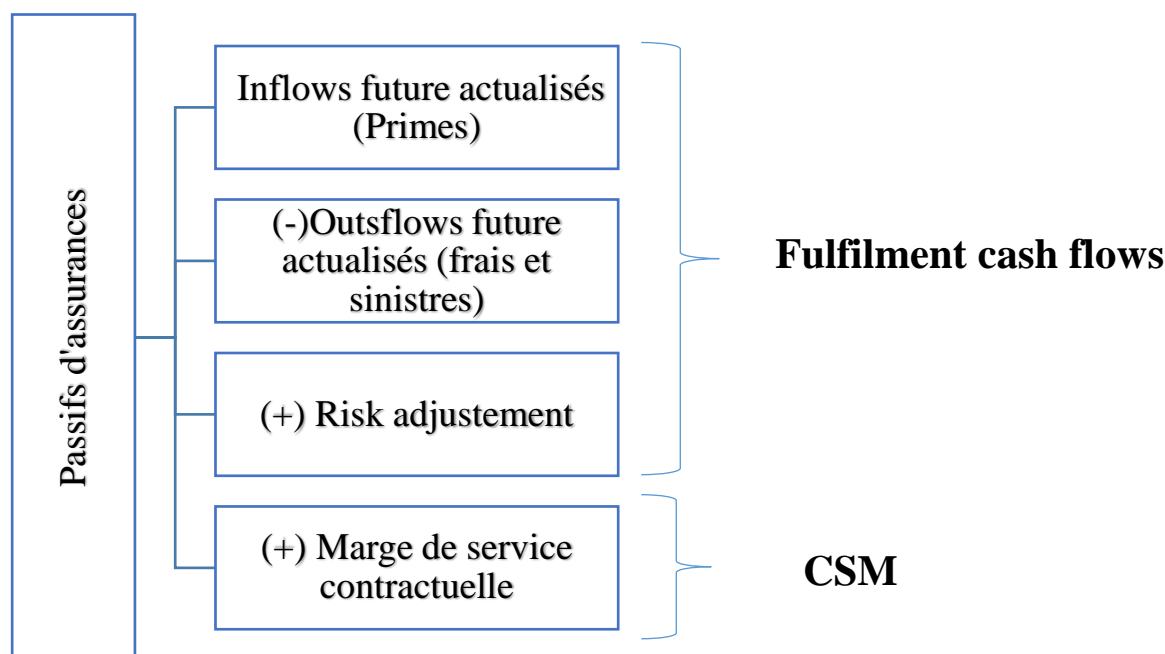 Passifs d'assurances
Inflows future actualisés
(Primes)
(-)Outsflows future
actualisés (frais et
sinistres)
(+) Risk adjustement
(+) Marge de service
contractuelle
Fulfilment cash flows
CSM